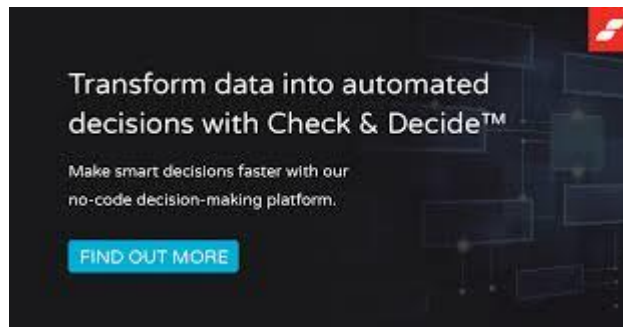 Transform data into automated
decisions with Check & Decide™
Make smart decisions faster with our
no-code decision-making platform.
FIND OUT MORE